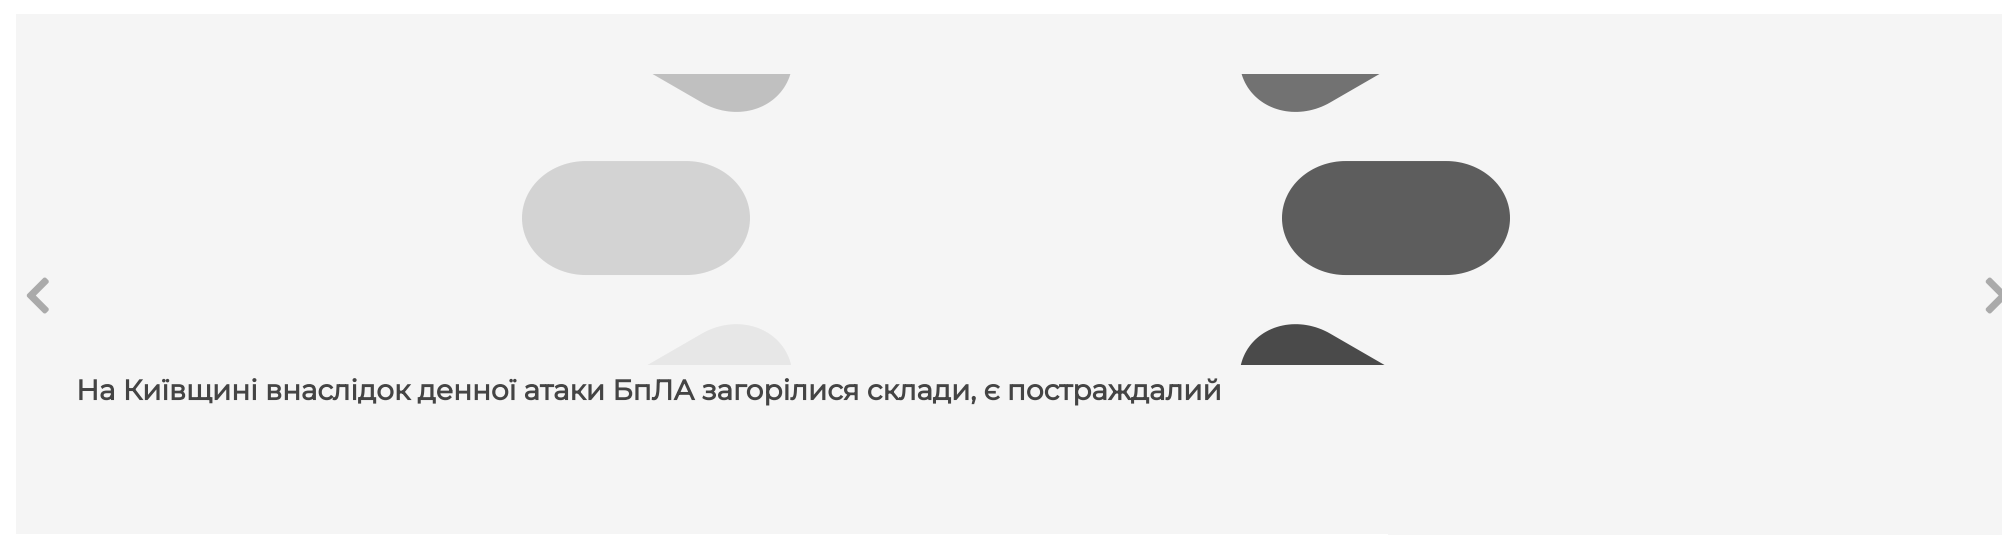 На Київщині внаслідок денної атаки БпЛА загорілися склади, є постраждалий